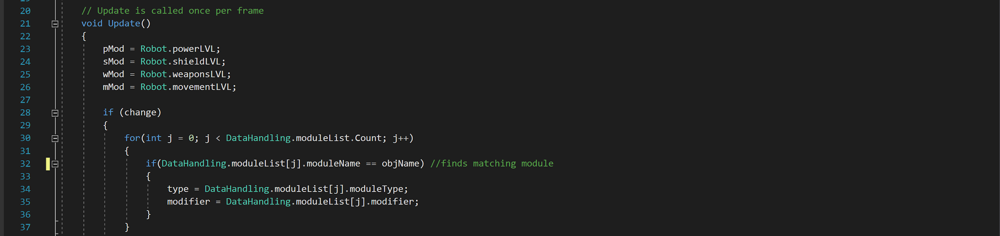 20 // Update is called once per frame
21 void Update()
22 {
23 pMod = Robot.powerLVL;
24 sMod = Robot.shieldLVL;
25 wMod = Robot.weaponsLVL;
26 mMod = Robot.movementLVL;
27
28 if (change)
29 {
30 for(int j = 0; j < DataHandling.moduleList.Count; j++)
31 {
32 if(DataHandling.moduleList[j].moduleName == objName) //finds matching module
33 {
34 type = DataHandling.moduleList[j].moduleType;
35 modifier = DataHandling.moduleList[j].modifier;
36 }
37 }